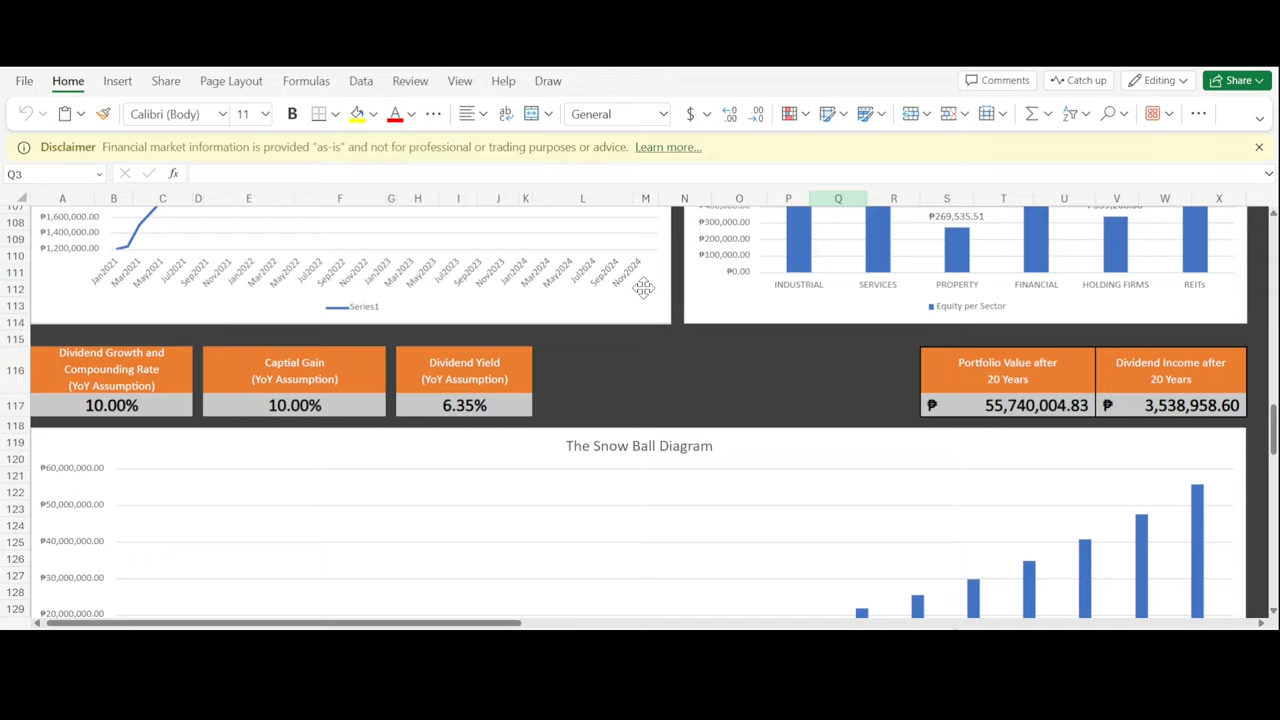 File Home Insert Share Page Layout Formulas Data Review View Help Draw Comments Catch up Editing Share
Calibri (Body) 11 B A General $
Disclaimer Financial market information is provided "as-is" and not for professional or trading purposes or advice. Learn more...
Q3 fx
A B C D E F G H I J K L M N O P Q R S T U V W X
108
109
110
111
112
113
114
115
116
117
118
119
120
121
122
123
124
125
126
127
128
129
₱1,600,000.00
₱1,400,000.00
₱1,200,000.00
Jan2021 Mar2021 May2021 Jul2021 Sep2021 Nov2021 Jan2022 Mar2022 May2022 Jul2022 Sep2022 Nov2022 Jan2023 Mar2023 May2023 Jul2023 Sep2023 Nov2023 Jan2024 Mar2024 May2024 Jul2024 Sep2024 Nov2024
Series1
₱300,000.00
₱200,000.00
₱100,000.00
₱0.00
₱269,535.51
INDUSTRIAL SERVICES PROPERTY FINANCIAL HOLDING FIRMS REITs
Equity per Sector
Dividend Growth and
Compounding Rate
(YoY Assumption)
10.00%
Captial Gain
(YoY Assumption)
10.00%
Dividend Yield
(YoY Assumption)
6.35%
Portfolio Value after
20 Years
₱ 55,740,004.83
Dividend Income after
20 Years
₱ 3,538,958.60
The Snow Ball Diagram
₱60,000,000.00
₱50,000,000.00
₱40,000,000.00
₱30,000,000.00
₱20,000,000.00